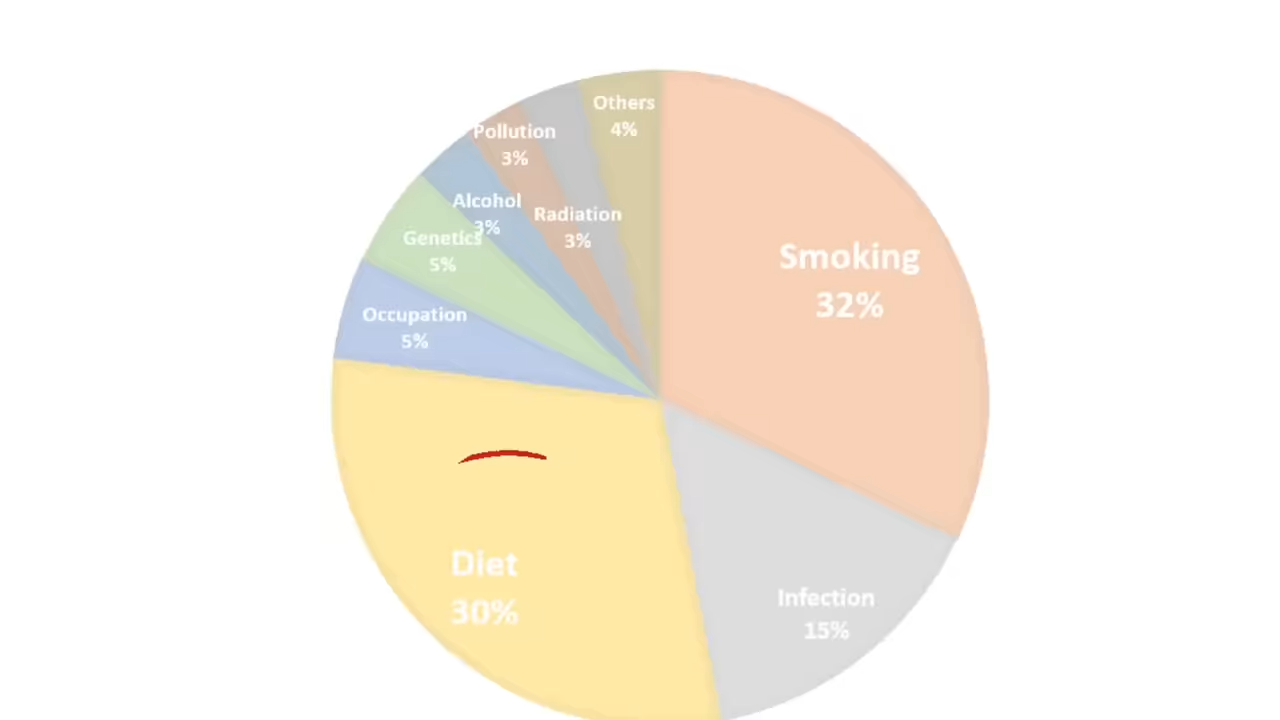 Others
4%
Pollution
3%
Alcohol
3%
Radiation
3%
Genetics
5%
Occupation
5%
Smoking
32%
Diet
30%
Infection
15%